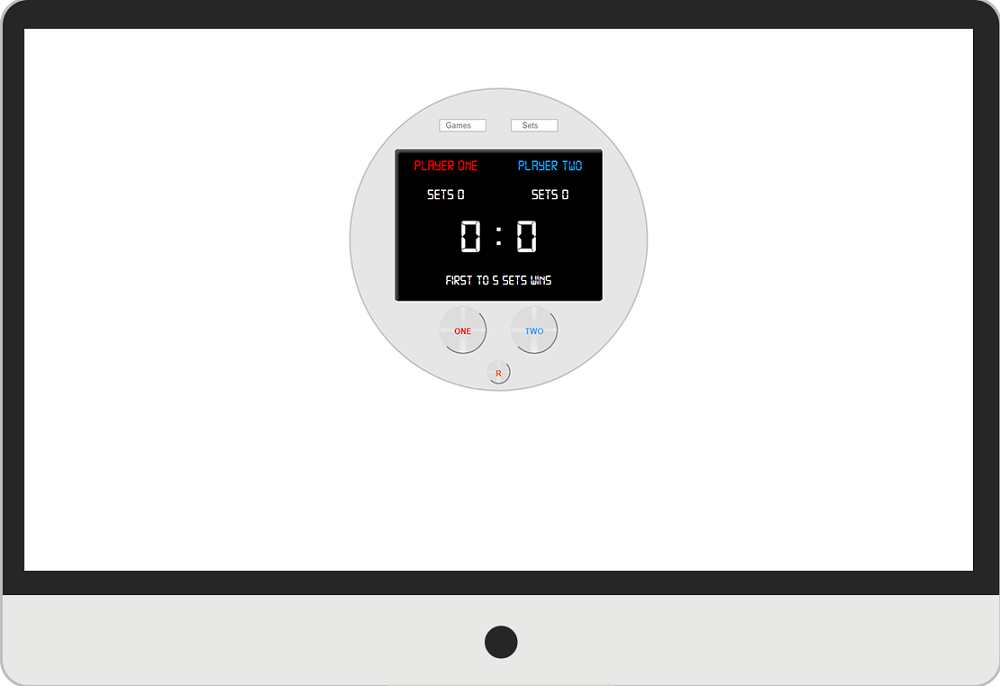 Games Sets
PLAYER ONE PLAYER TWO
SETS 0 SETS 0
0 : 0
FIRST TO 5 SETS WINS
ONE TWO
R